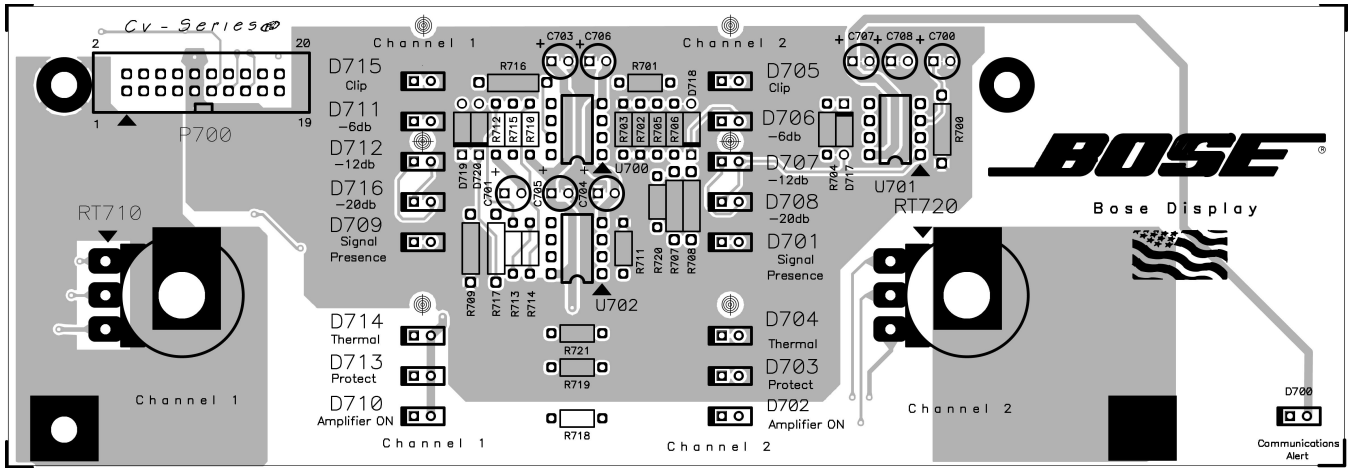 Cv-Series
2 20
1 19
P700
Channel 1
D715
Clip
D711
-6db
D712
-12db
D716
-20db
D709
Signal
Presence
D714
Thermal
D713
Protect
D710
Amplifier ON
Channel 1
RT710
Channel 1
+ C703
+ C706
R716
R701
D718
R712
R715
R710
R703
R702
R705
R706
D719
D720
+
C701
+
C705
+
C704
U700
R709
R717
R713
R714
R711
R720
R707
R708
U702
R721
R719
R718
Channel 2
D705
Clip
D706
-6db
D707
-12db
D708
-20db
D701
Signal
Presence
D704
Thermal
D703
Protect
D702
Amplifier ON
Channel 2
+ C707
+ C708
+ C700
R700
R704
D717
U701
RT720
Channel 2
BOSE ®
Bose Display
D700
Communications
Alert